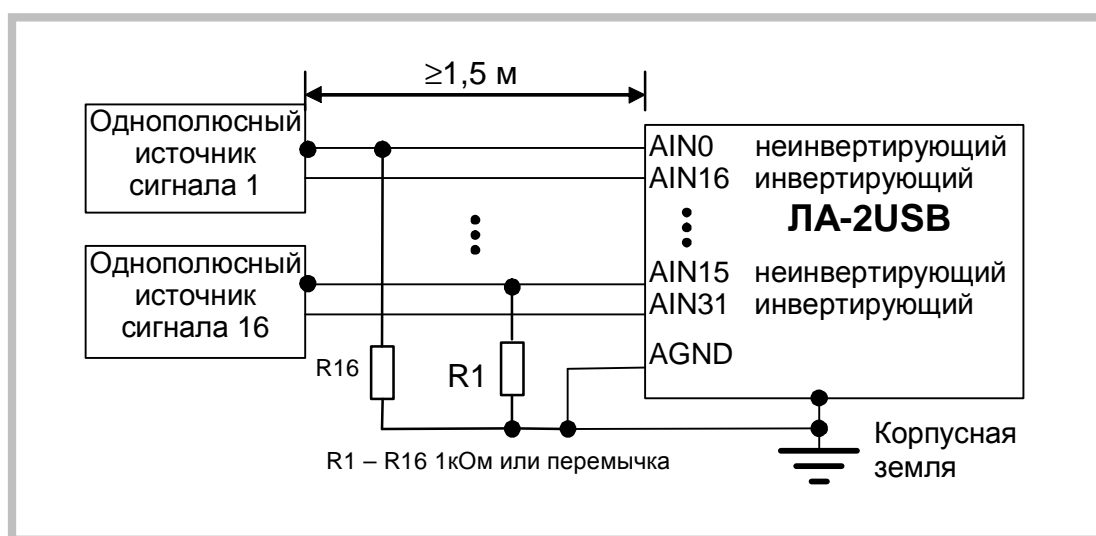 ≥1,5 м
Однополюсный
источник
сигнала 1
AIN0 неинвертирующий
AIN16 инвертирующий
ЛА-2USB
Однополюсный
источник
сигнала 16
AIN15 неинвертирующий
AIN31 инвертирующий
AGND
R16
R1
Корпусная
земля
R1 – R16 1кОм или перемычка